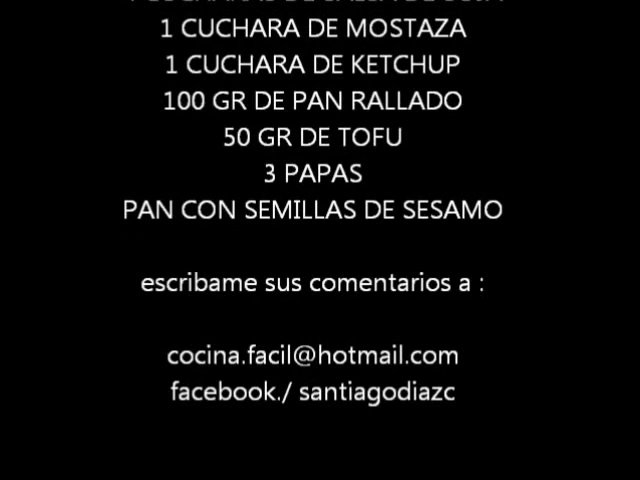 1 CUCHARA DE MOSTAZA
1 CUCHARA DE KETCHUP
100 GR DE PAN RALLADO
50 GR DE TOFU
3 PAPAS
PAN CON SEMILLAS DE SESAMO
escribame sus comentarios a :
cocina.facil@hotmail.com
facebook./ santiagodiazc